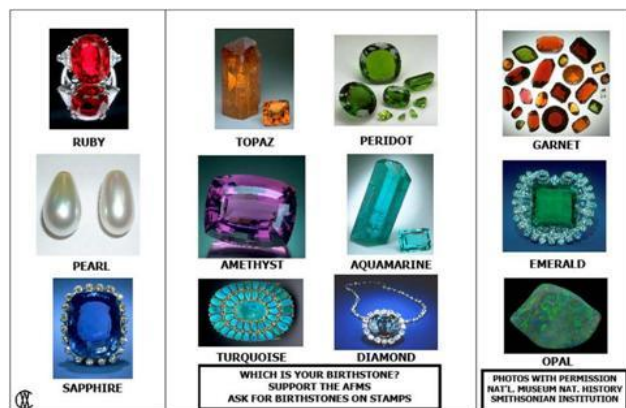 RUBY
TOPAZ
PERIDOT
GARNET
PEARL
AMETHYST
AQUAMARINE
EMERALD
SAPPHIRE
TURQUOISE
DIAMOND
OPAL
WHICH IS YOUR BIRTHSTONE?
SUPPORT THE AFMS
ASK FOR BIRTHSTONES ON STAMPS
PHOTOS WITH PERMISSION
NAT'L. MUSEUM NAT. HISTORY
SMITHSONIAN INSTITUTION